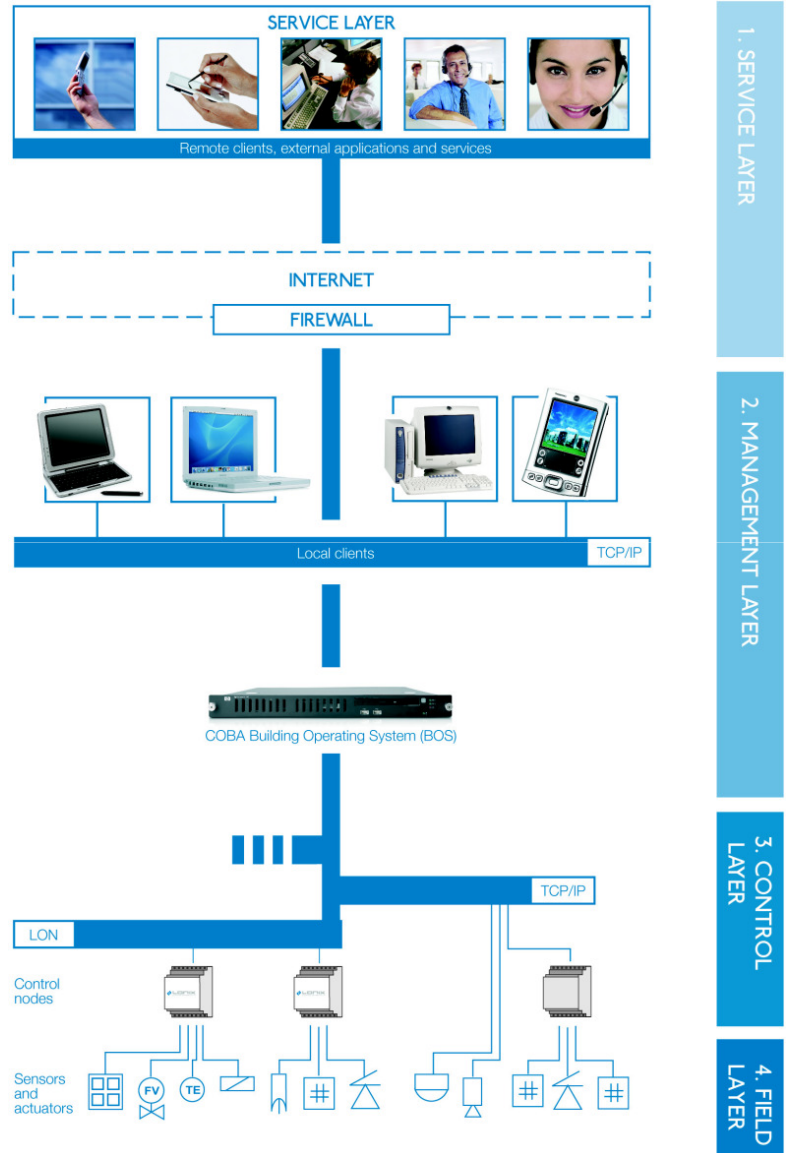 SERVICE LAYER
Remote clients, external applications and services
INTERNET
FIREWALL
Local clients
TCP/IP
COBA Building Operating System (BOS)
TCP/IP
LON
Control
nodes
LONIX
LONIX
Sensors
and
actuators
FV
TE
#
#
#
1. SERVICE LAYER
2. MANAGEMENT LAYER
3. CONTROL
LAYER
4. FIELD
LAYER